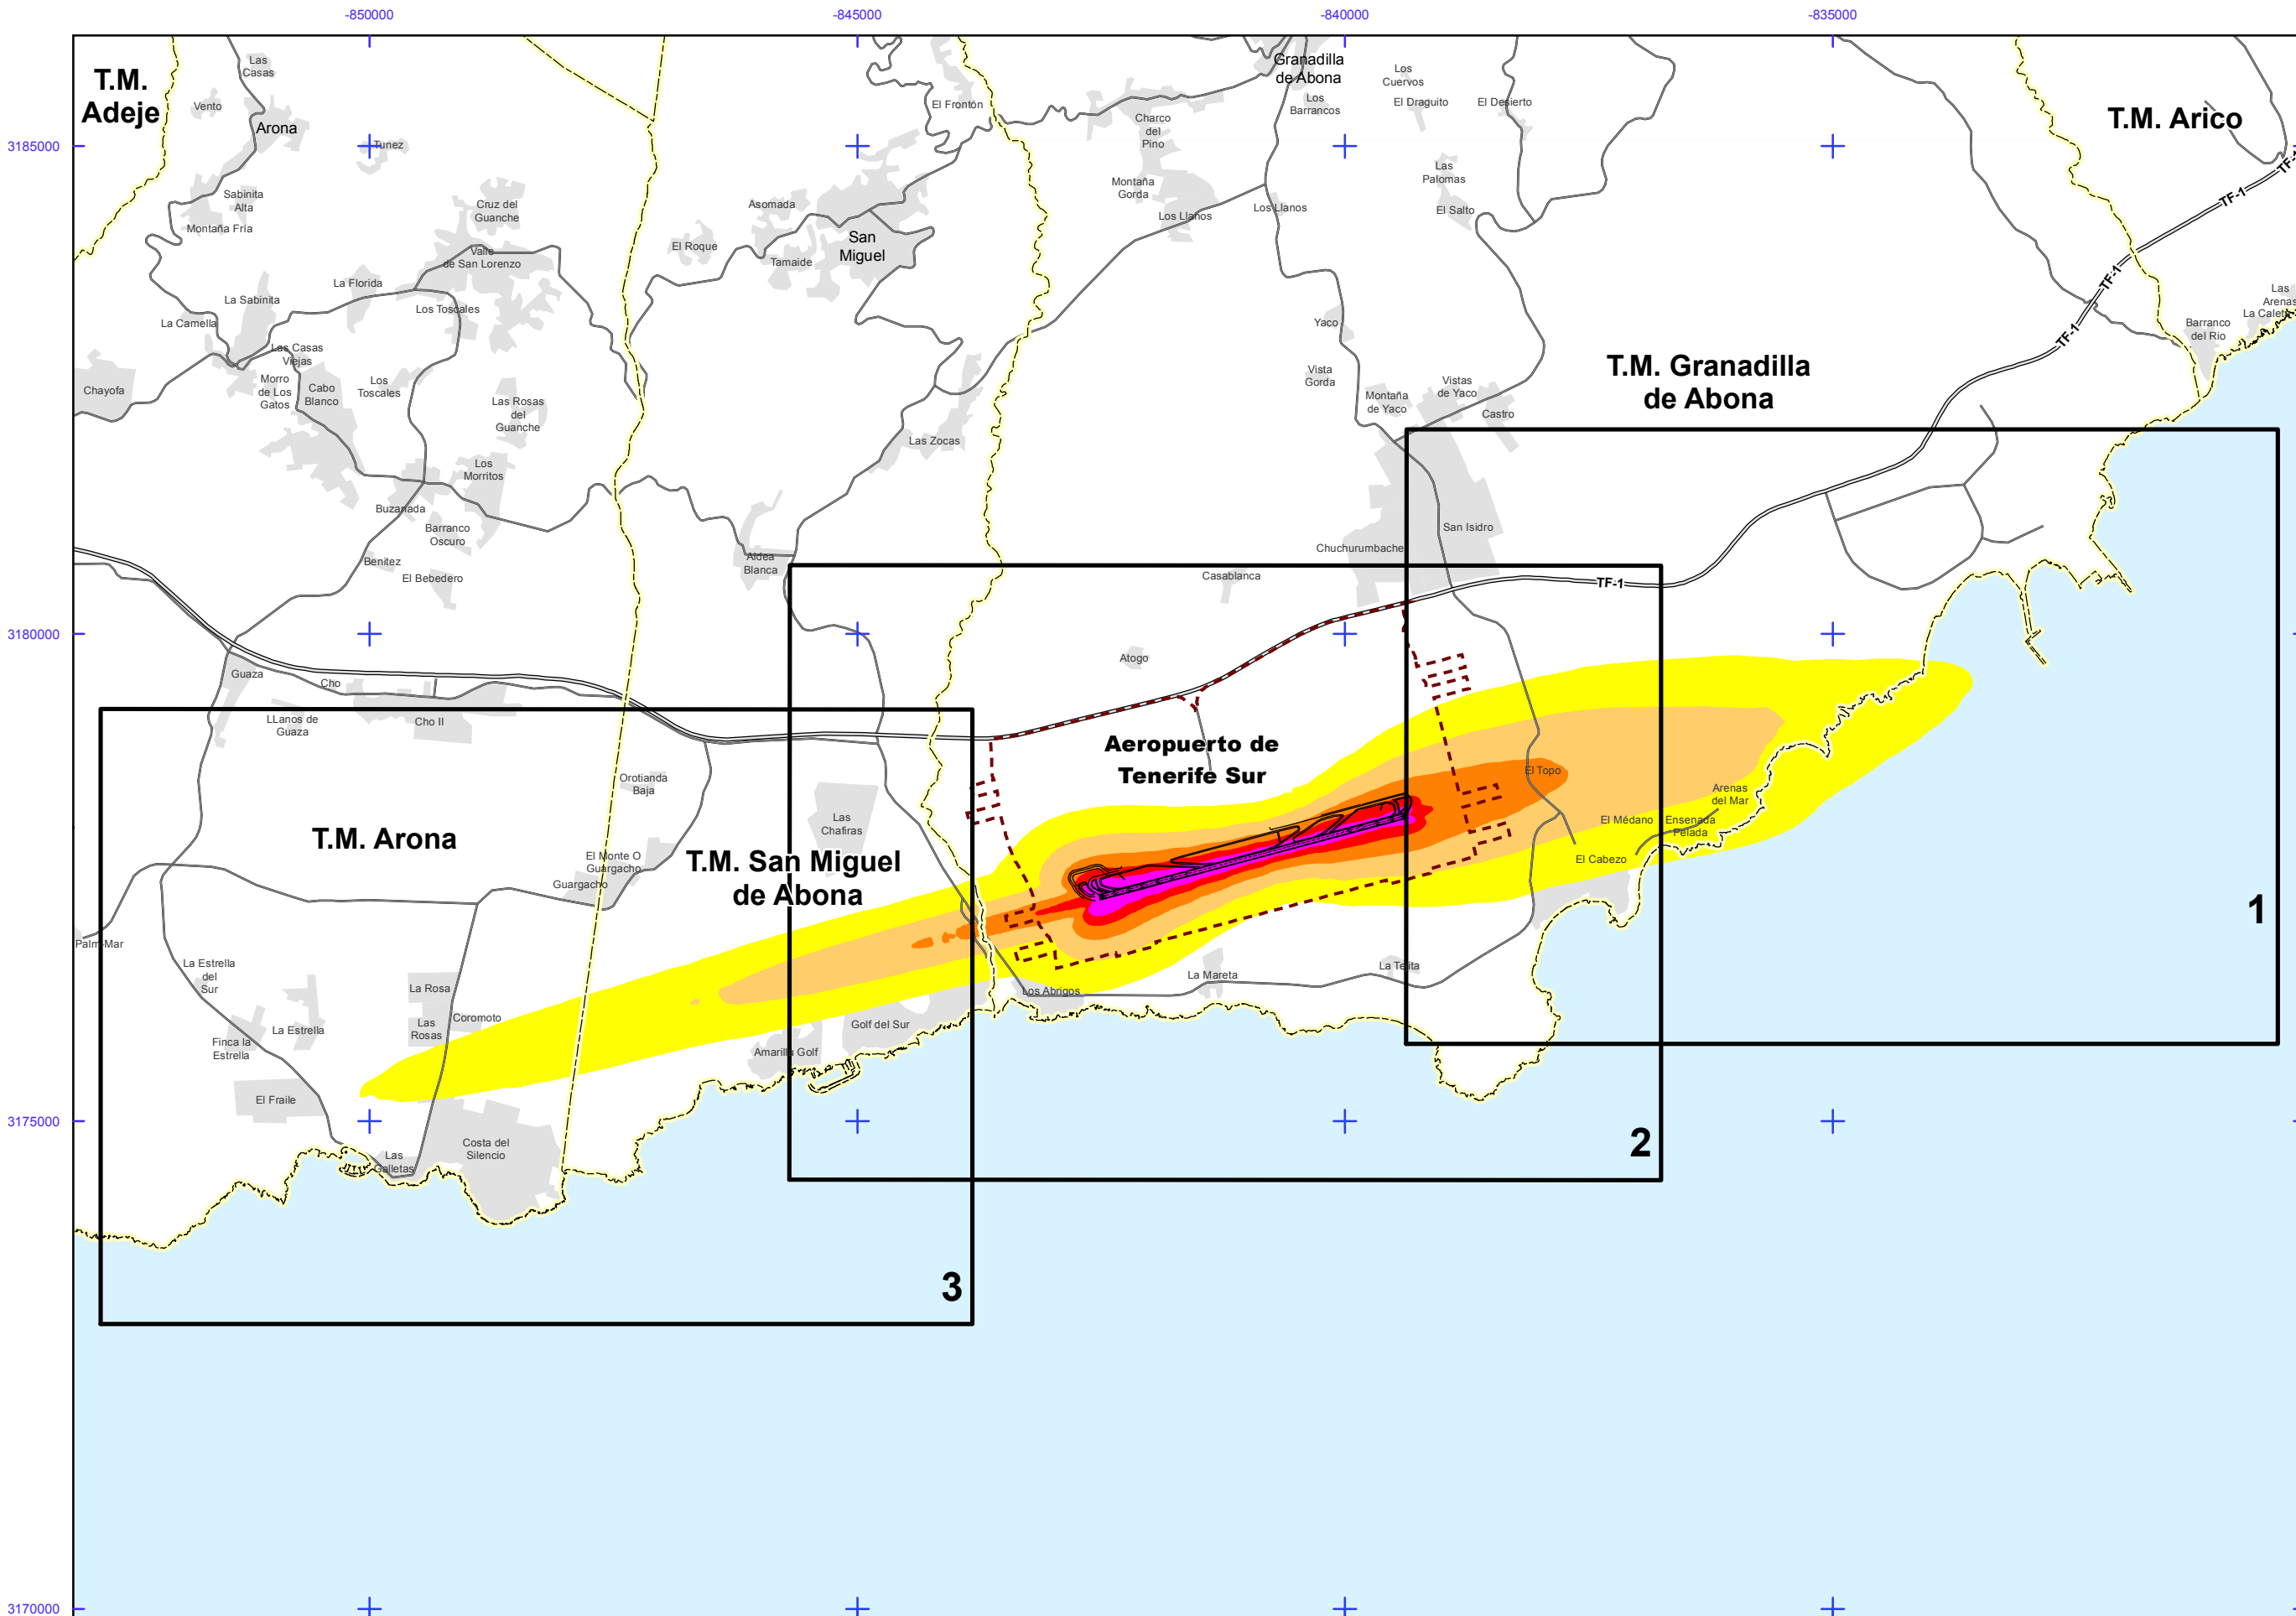 -850000
-845000
-840000
-835000
3185000
3180000
3175000
3170000
T.M.
Adeje
Las
Casas
Vento
Arona
Tunez
Sabinita
Alta
Montaña Fría
Cruz del
Guanche
Valle
de San Lorenzo
La Florida
Los Toscales
La Sabinita
La Camella
Las Casas
Viejas
Morro
de Los
Gatos
Cabo
Blanco
Los
Toscales
Chayofa
Las Rosas
del
Guanche
Los
Morritos
Buzanada
Barranco
Oscuro
Benitez
El Bebedero
El Frontón
Asomada
San
Miguel
El Roque
Tamaide
Las Zocas
Aldea
Blanca
Granadilla
de Abona
Los
Barrancos
Los
Cuervos
El Draguito
El Desierto
Charco
del
Pino
Montaña
Gorda
Los Llanos
Los Llanos
Las
Palomas
El Salto
Yaco
Vista
Gorda
Montaña
de Yaco
Vistas
de Yaco
Castro
T.M. Granadilla
de Abona
T.M. Arico
TF-1
TF-1
TF-1
TF-1
Las
Arenas
Barranco
del Rio
San Isidro
Chuchurumbache
Casablanca
TF-1
Atogo
Guaza
Cho
LLanos de
Guaza
Cho II
Orotianda
Baja
T.M. Arona
El Monte O
Guargacho
Guargacho
Las
Chafiras
T.M. San Miguel
de Abona
Aeropuerto de
Tenerife Sur
El Topo
Arenas
del Mar
El Médano
Ensenada
Pelada
El Cabezo
1
Palm-Mar
La Estrella
del
Sur
La Rosa
Las
Rosas
Coromoto
La Estrella
Finca la
Estrella
El Fraile
Las
Galletas
Costa del
Silencio
Amarilla Golf
Golf del Sur
Los Abrigos
La Mareta
La Tejita
2
3